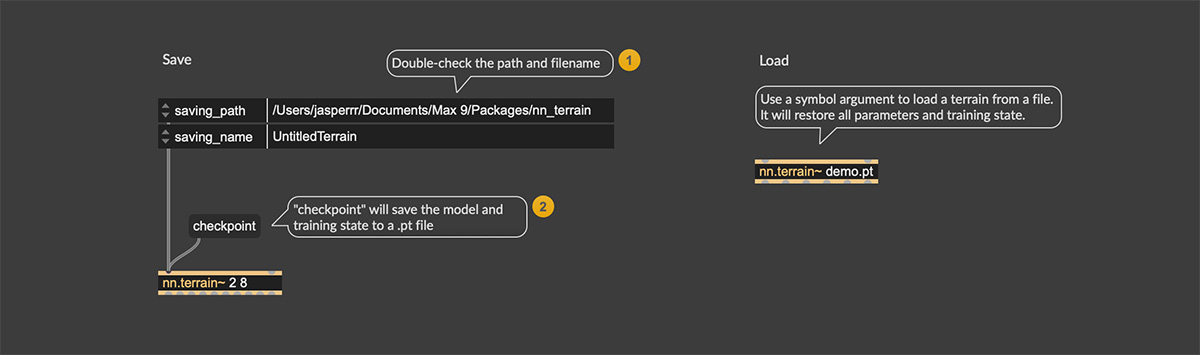 Save
Double-check the path and filename
1
saving_path /Users/jasperrr/Documents/Max 9/Packages/nn_terrain
saving_name UntitledTerrain
"checkpoint" will save the model and
training state to a .pt file
2
checkpoint
nn.terrain~ 2 8
Load
Use a symbol argument to load a terrain from a file.
It will restore all parameters and training state.
nn.terrain~ demo.pt